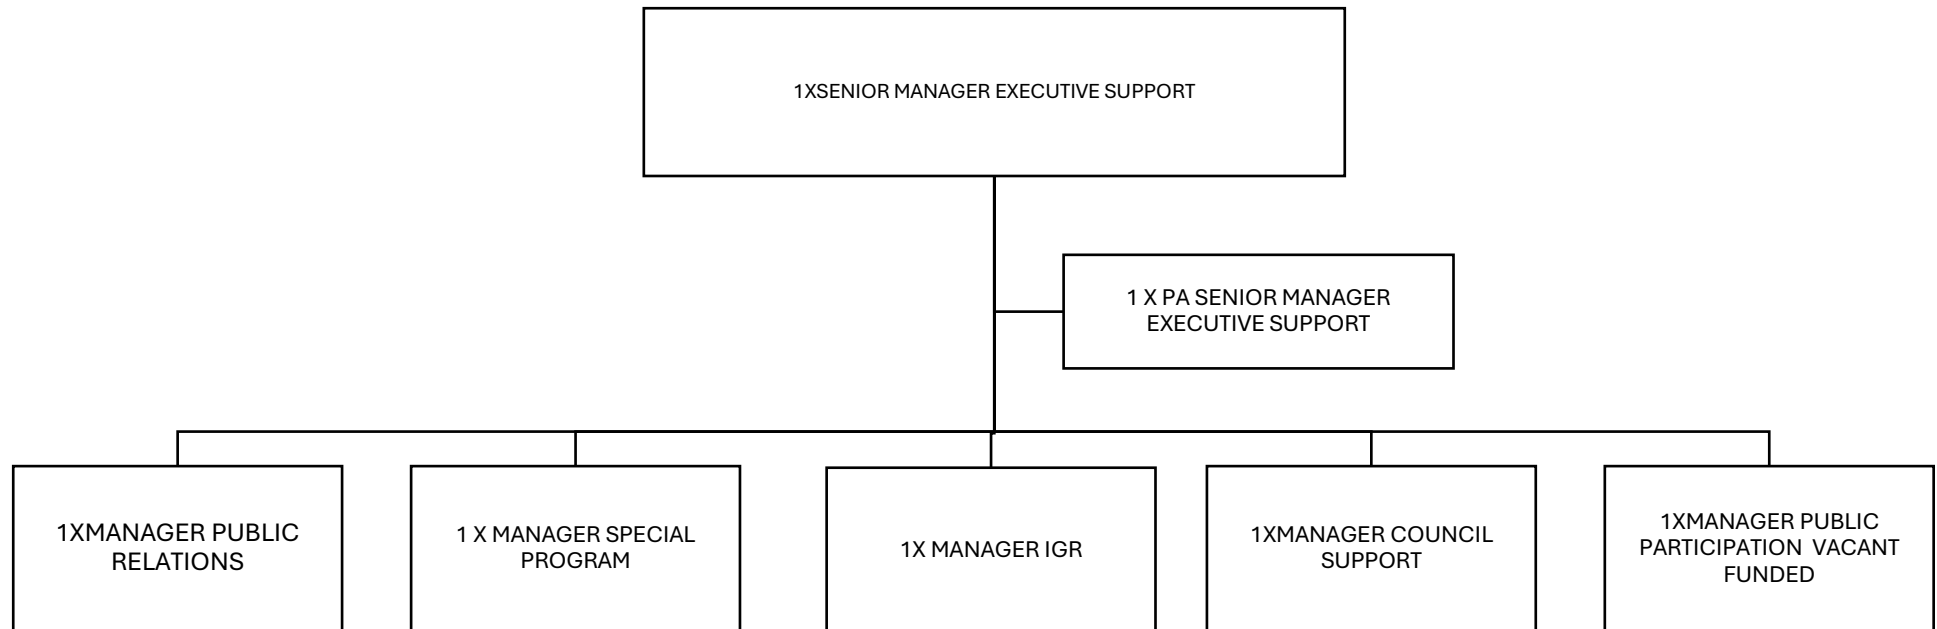 1XSENIOR MANAGER EXECUTIVE SUPPORT
1 X PA SENIOR MANAGER
EXECUTIVE SUPPORT
1XMANAGER PUBLIC
RELATIONS
1 X MANAGER SPECIAL
PROGRAM
1X MANAGER IGR
1XMANAGER COUNCIL
SUPPORT
1XMANAGER PUBLIC
PARTICIPATION  VACANT
FUNDED